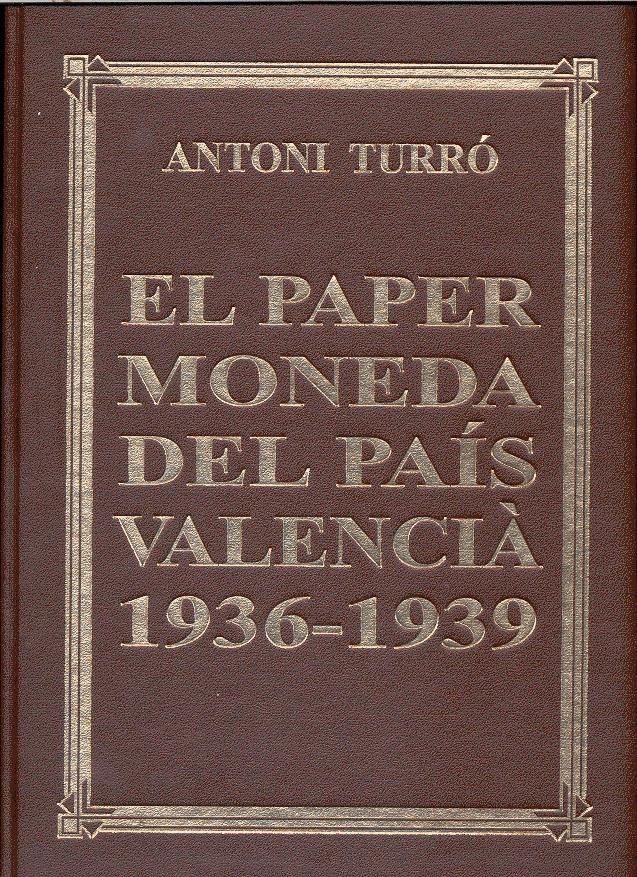 ANTONI TURRÓ
EL PAPER
MONEDA
DEL PAÍS
VALENCIÀ
1936-1939